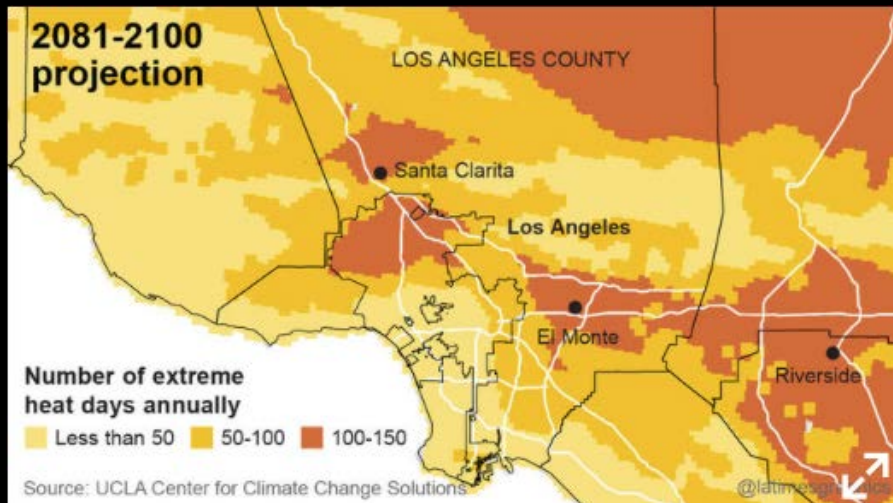 2081-2100
projection
LOS ANGELES COUNTY
Santa Clarita
Los Angeles
El Monte
Riverside
Number of extreme
heat days annually
Less than 50 50-100 100-150
Source: UCLA Center for Climate Change Solutions